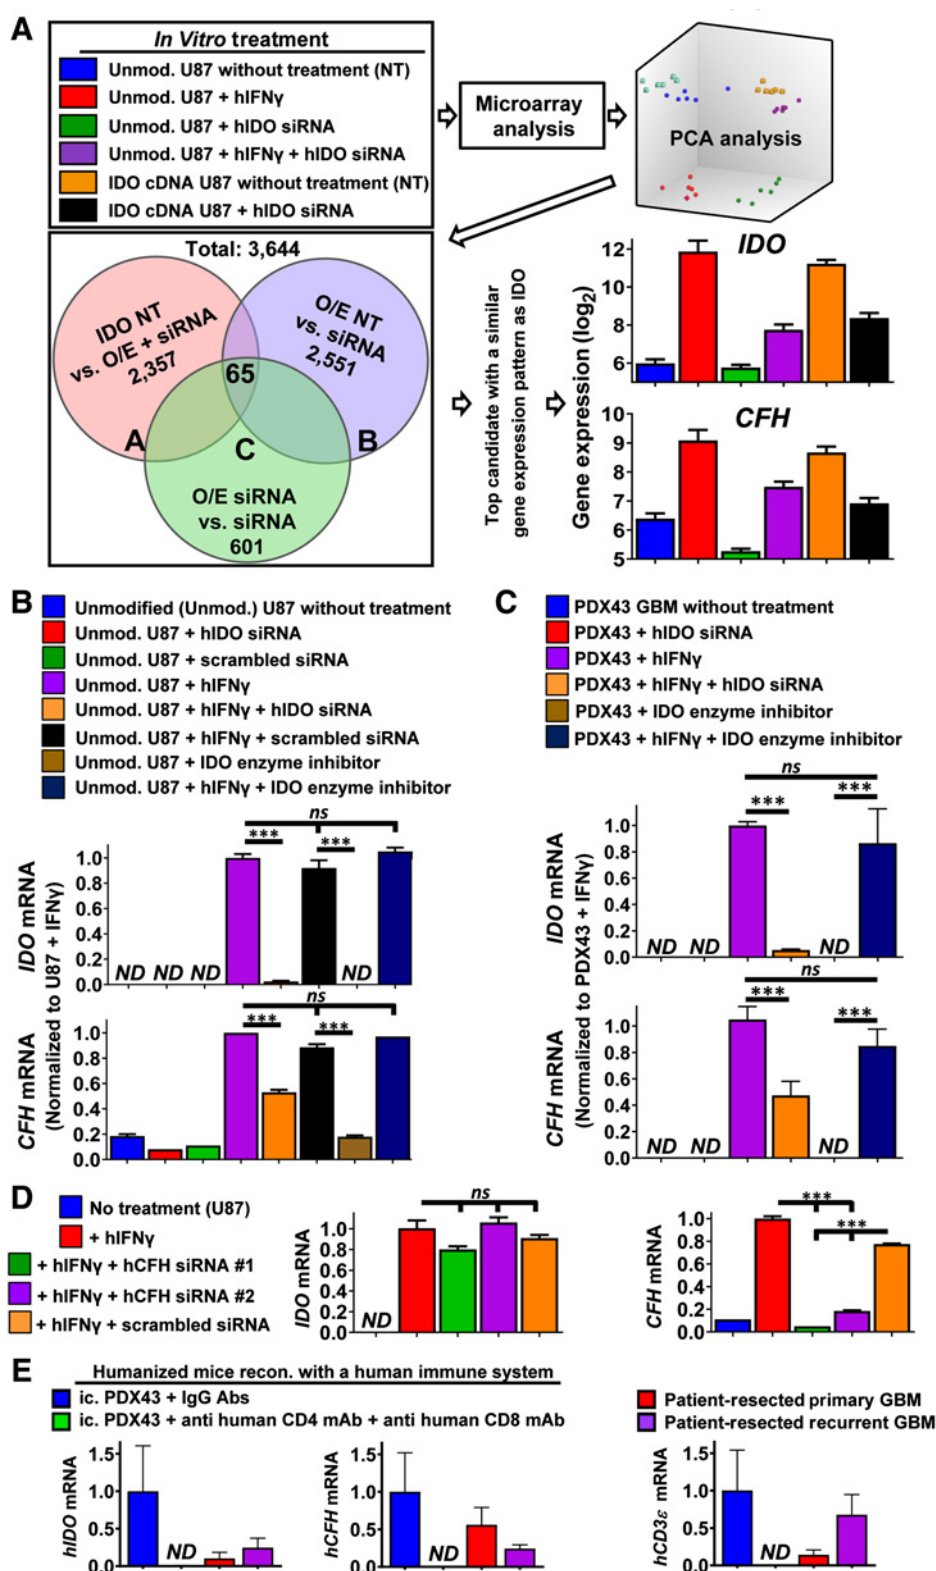 A
In Vitro treatment
Unmod. U87 without treatment (NT)
Unmod. U87 + hIFNγ
Unmod. U87 + hIDO siRNA
Unmod. U87 + hIFNγ + hIDO siRNA
IDO cDNA U87 without treatment (NT)
IDO cDNA U87 + hIDO siRNA
Microarray
analysis
PCA analysis
Total: 3,644
IDO NT
vs. O/E + siRNA
2,357
O/E NT
vs. siRNA
2,551
65
A
C
B
O/E siRNA
vs. siRNA
601
Top candidate with a similar
gene expression pattern as IDO
Gene expression (log2)
IDO
12
10
8
6
CFH
10
9
8
7
6
5
B
Unmodified (Unmod.) U87 without treatment
Unmod. U87 + hIDO siRNA
Unmod. U87 + scrambled siRNA
Unmod. U87 + hIFNγ
Unmod. U87 + hIFNγ + hIDO siRNA
Unmod. U87 + hIFNγ + scrambled siRNA
Unmod. U87 + IDO enzyme inhibitor
Unmod. U87 + hIFNγ + IDO enzyme inhibitor
IDO mRNA
CFH mRNA
(Normalized to U87 + IFNγ)
ns
*** ***
1.0
0.8
0.6
0.4
0.2
0.0
ND ND ND ND
ns
*** ***
1.0
0.8
0.6
0.4
0.2
0.0
C
PDX43 GBM without treatment
PDX43 + hIDO siRNA
PDX43 + hIFNγ
PDX43 + hIFNγ + hIDO siRNA
PDX43 + IDO enzyme inhibitor
PDX43 + hIFNγ + IDO enzyme inhibitor
IDO mRNA
CFH mRNA
(Normalized to PDX43 + IFNγ)
ns
*** ***
1.0
0.8
0.6
0.4
0.2
0.0
ND ND ND
ns
*** ***
1.0
0.8
0.6
0.4
0.2
0.0
ND ND ND
D
No treatment (U87)
+ hIFNγ
+ hIFNγ + hCFH siRNA #1
+ hIFNγ + hCFH siRNA #2
+ hIFNγ + scrambled siRNA
IDO mRNA
ns
1.0
0.8
0.6
0.4
0.2
0.0
ND
CFH mRNA
***
***
1.0
0.8
0.6
0.4
0.2
0.0
E
Humanized mice recon. with a human immune system
ic. PDX43 + IgG Abs
ic. PDX43 + anti human CD4 mAb + anti human CD8 mAb
Patient-resected primary GBM
Patient-resected recurrent GBM
hIDO mRNA
1.5
1.0
0.5
0.0
ND
hCFH mRNA
1.5
1.0
0.5
0.0
ND
hCD3ε mRNA
1.5
1.0
0.5
0.0
ND